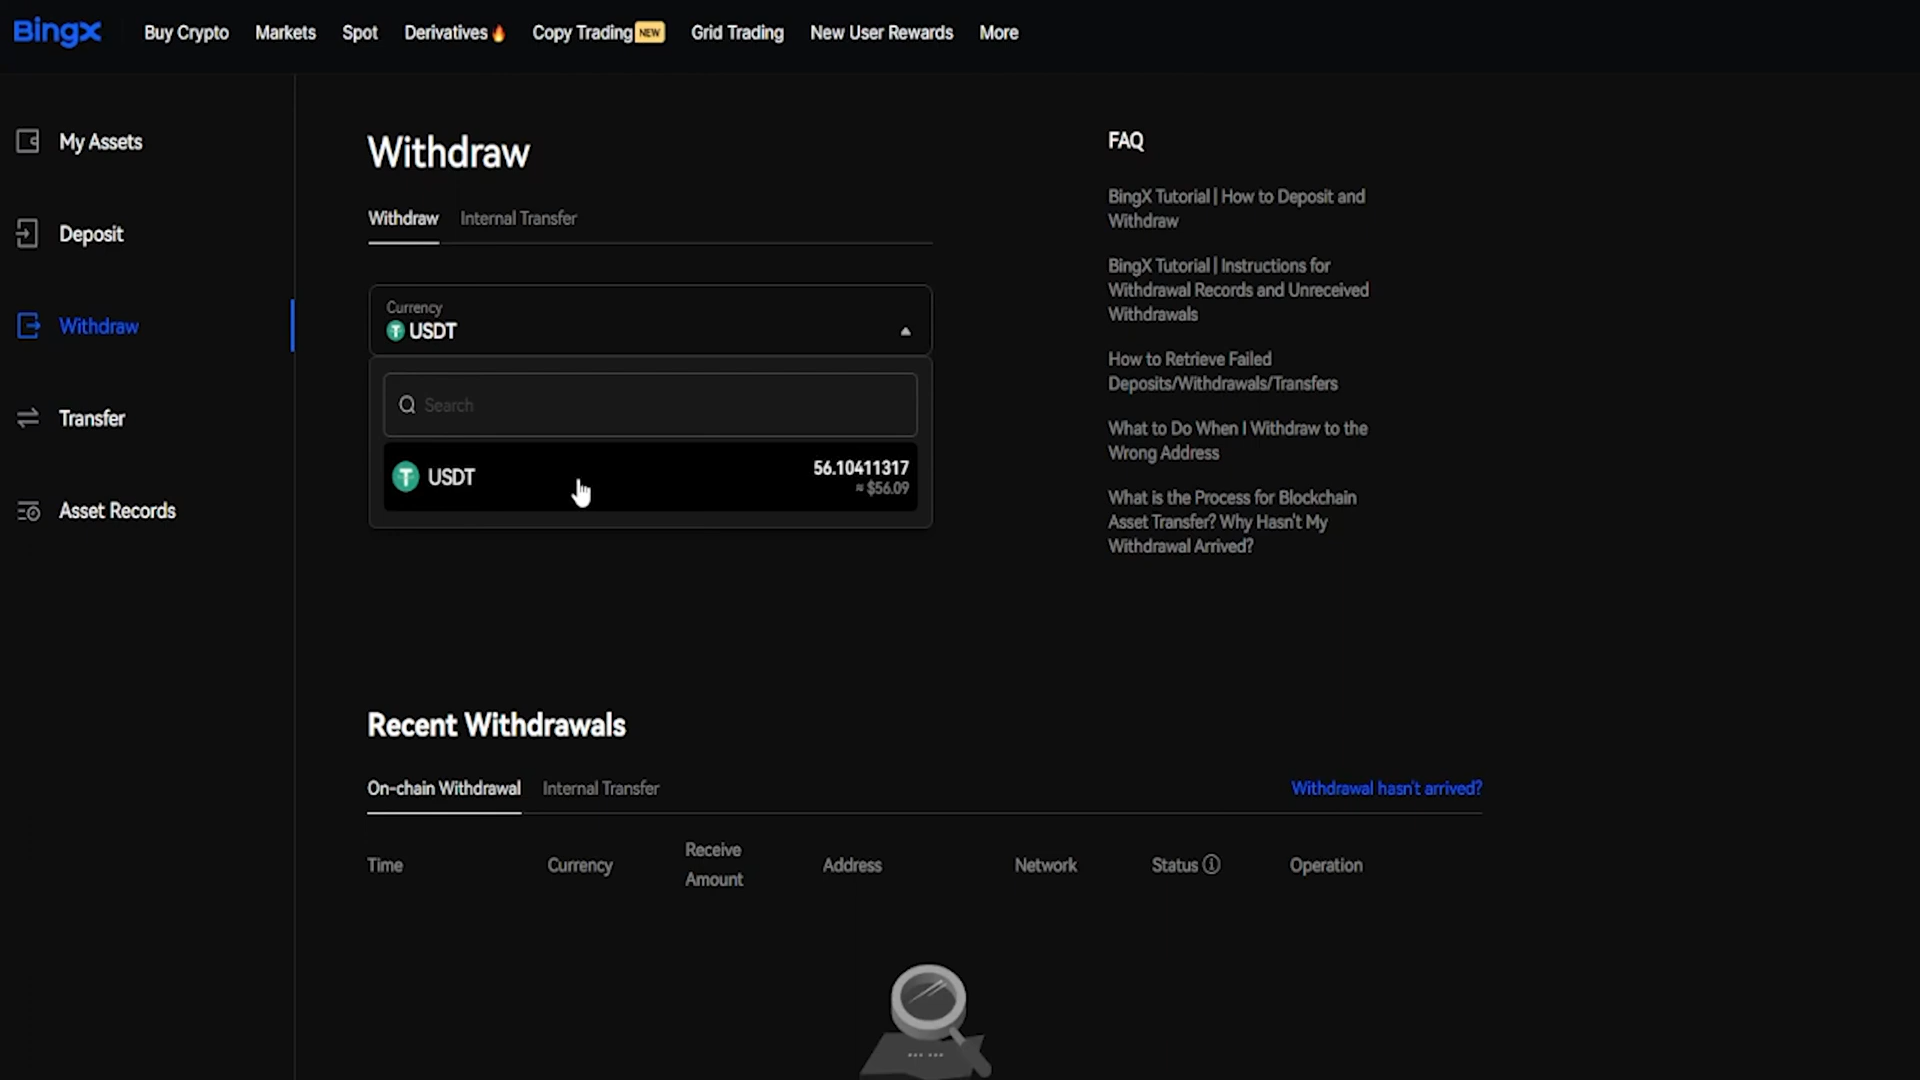 BingX
Buy Crypto
Markets
Spot
Derivatives
Copy Trading NEW
Grid Trading
New User Rewards
More
My Assets
Deposit
Withdraw
Transfer
Asset Records
Withdraw
Withdraw
Internal Transfer
Currency
USDT
Search
USDT
56.10411317
≈ $56.09
FAQ
BingX Tutorial | How to Deposit and
Withdraw
BingX Tutorial | Instructions for
Withdrawal Records and Unreceived
Withdrawals
How to Retrieve Failed
Deposits/Withdrawals/Transfers
What to Do When I Withdraw to the
Wrong Address
What is the Process for Blockchain
Asset Transfer? Why Hasn't My
Withdrawal Arrived?
Recent Withdrawals
On-chain Withdrawal
Internal Transfer
Withdrawal hasn't arrived?
Time
Currency
Receive
Amount
Address
Network
Status
Operation